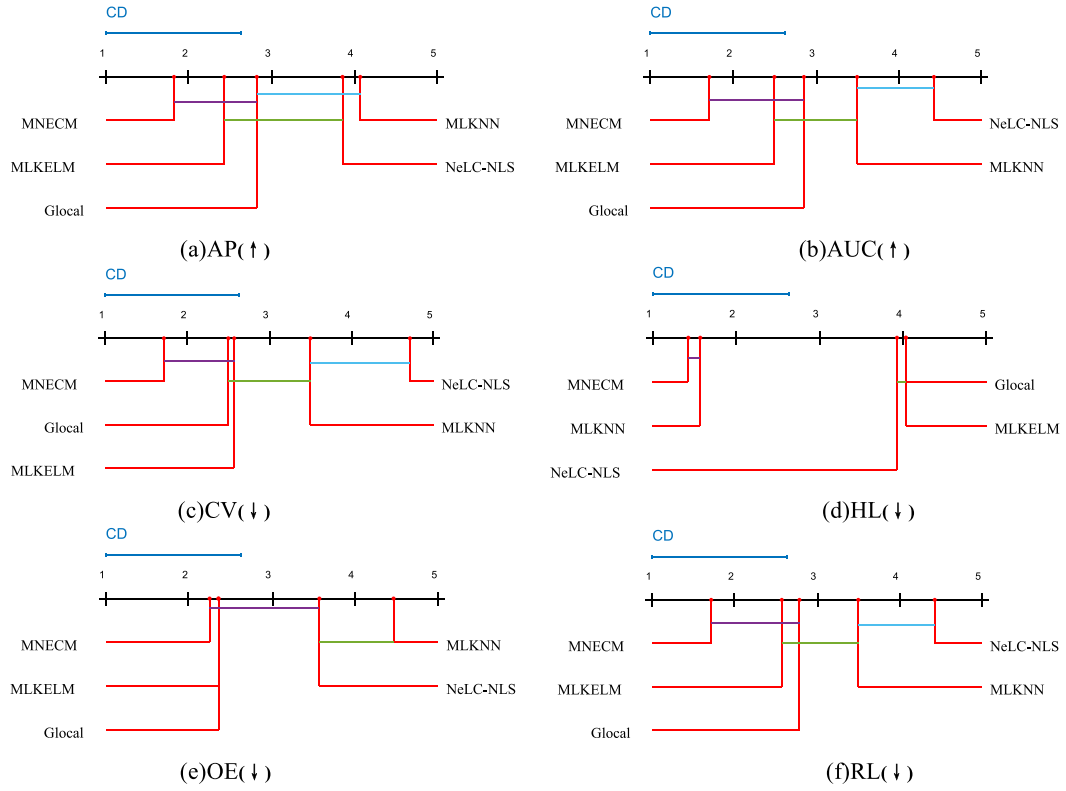 CD
1 2 3 4 5
MNECM
MLKNN
MLKELM
NeLC-NLS
Glocal
(a)AP(↑)
CD
1 2 3 4 5
MNECM
NeLC-NLS
MLKELM
MLKNN
Glocal
(b)AUC(↑)
CD
1 2 3 4 5
MNECM
NeLC-NLS
Glocal
MLKNN
MLKELM
(c)CV(↓)
CD
1 2 3 4 5
MNECM
Glocal
MLKNN
MLKELM
NeLC-NLS
(d)HL(↓)
CD
1 2 3 4 5
MNECM
MLKNN
MLKELM
NeLC-NLS
Glocal
(e)OE(↓)
CD
1 2 3 4 5
MNECM
NeLC-NLS
MLKELM
MLKNN
Glocal
(f)RL(↓)